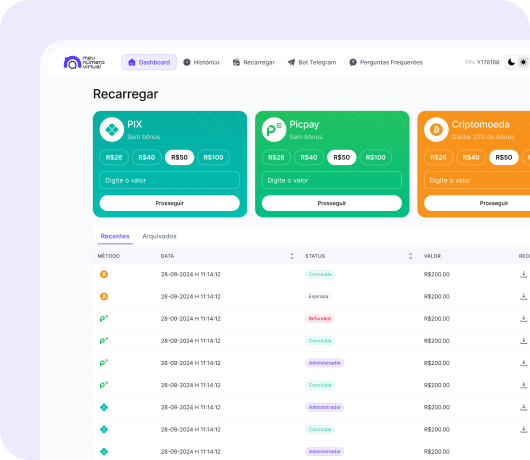 meu
número
virtual
Dashboard
Histórico
Recarregar
Bot Telegram
Perguntas Frequentes
PIN: Y176168
Recarregar
PIX
Sem bônus
R$26
R$40
R$50
R$100
Digite o valor
Prosseguir
Picpay
Sem bônus
R$26
R$40
R$50
R$100
Digite o valor
Prosseguir
Criptomoeda
Ganhe 20% de bônus
R$26
R$40
R$50
Digite o valor
Prosseguir
Recentes Arquivados
MÉTODO DATA STATUS VALOR
28-09-2024 H 11:14:12 Concluída R$200.00
28-09-2024 H 11:14:12 Expirada R$200.00
28-09-2024 H 11:14:12 Refunded R$200.00
28-09-2024 H 11:14:12 Concluída R$200.00
28-09-2024 H 11:14:12 Administrador R$200.00
28-09-2024 H 11:14:12 Concluída R$200.00
28-09-2024 H 11:14:12 Administrador R$200.00
28-09-2024 H 11:14:12 Concluída R$200.00
28-09-2024 H 11:14:12 Administrador R$200.00